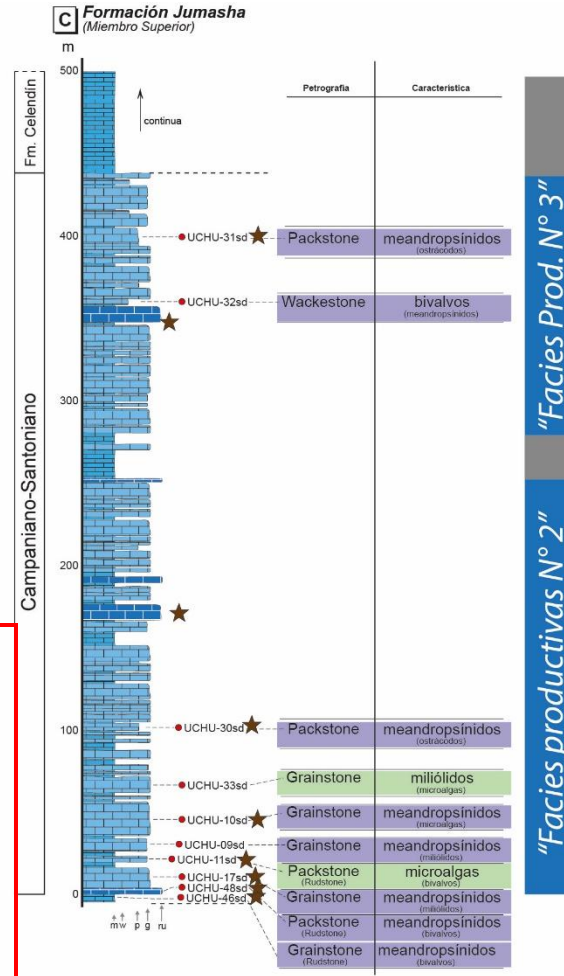 C Formación Jumasha
(Miembro Superior)
m
500
400
300
200
100
0
Fm. Celendín
Campaniano-Santoniano
continua
Petrografia Caracteristica
UCHU-31sd Packstone meandropsínidos
(ostrácodos)
UCHU-32sd Wackestone bivalvos
(meandropsínidos)
UCHU-30sd Packstone meandropsínidos
(ostrácodos)
UCHU-33sd Grainstone miliólidos
(microalgas)
UCHU-10sd Grainstone meandropsínidos
(microalgas)
UCHU-09sd Grainstone meandropsínidos
(miliólidos)
UCHU-11sd Packstone microalgas
(Rudstone) (bivalvos)
UCHU-17sd Grainstone meandropsínidos
(miliólidos)
UCHU-48sd Packstone meandropsínidos
(Rudstone) (bivalvos)
UCHU-46sd Grainstone meandropsínidos
(Rudstone) (bivalvos)
m w p g ru
"Facies Prod. N° 3"
"Facies productivas N° 2"